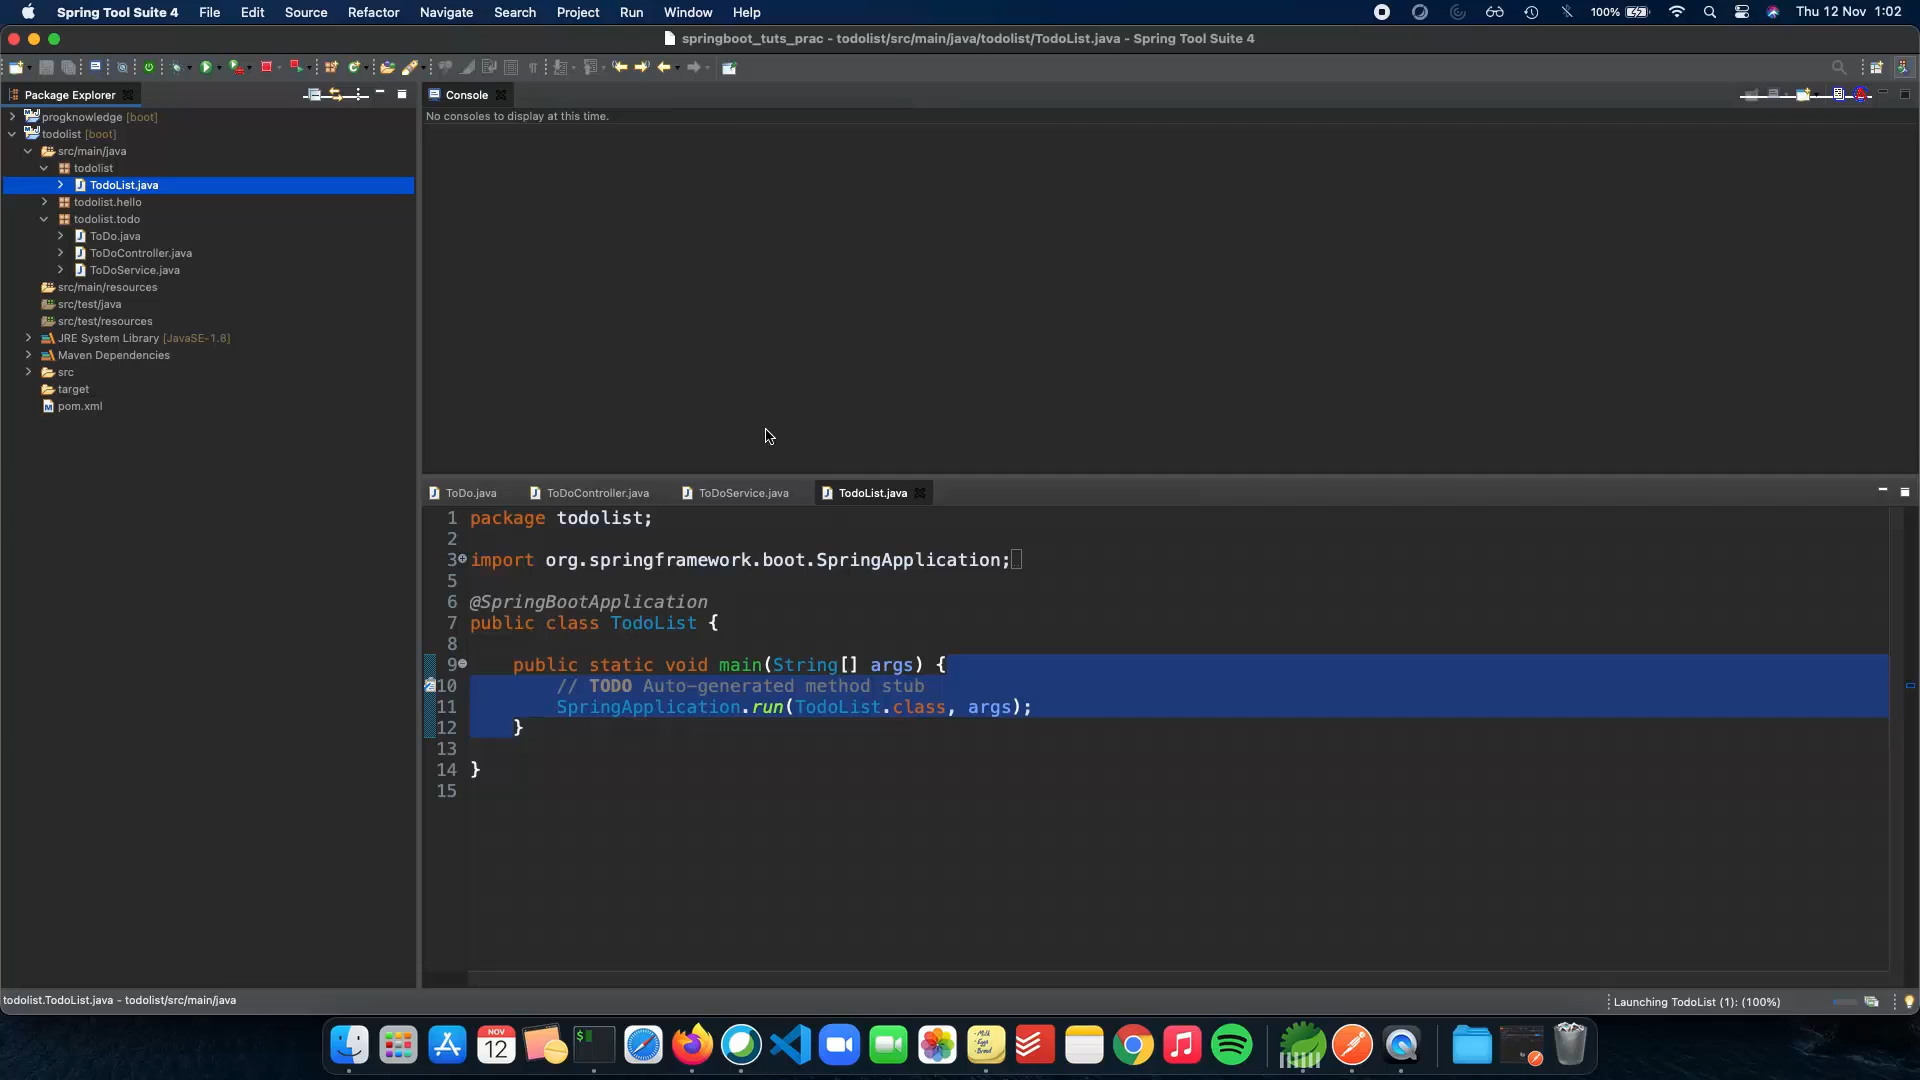 Spring Tool Suite 4 File Edit Source Refactor Navigate Search Project Run Window Help 100% Thu 12 Nov 1:02
springboot_tuts_prac - todolist/src/main/java/todolist/TodoList.java - Spring Tool Suite 4
Package Explorer
progknowledge [boot]
todolist [boot]
src/main/java
todolist
TodoList.java
todolist.hello
todolist.todo
ToDo.java
ToDoController.java
ToDoService.java
src/main/resources
src/test/java
src/test/resources
JRE System Library [JavaSE-1.8]
Maven Dependencies
src
target
pom.xml
Console
No consoles to display at this time.
ToDo.java ToDoController.java ToDoService.java TodoList.java
1 package todolist;
2
3 import org.springframework.boot.SpringApplication;
5
6 @SpringBootApplication
7 public class TodoList {
8
9 public static void main(String[] args) {
10 // TODO Auto-generated method stub
11 SpringApplication.run(TodoList.class, args);
12 }
13
14 }
15
todolist.TodoList.java - todolist/src/main/java
Launching TodoList (1): (100%)
NOV
12
Milk
Eggs
Bread